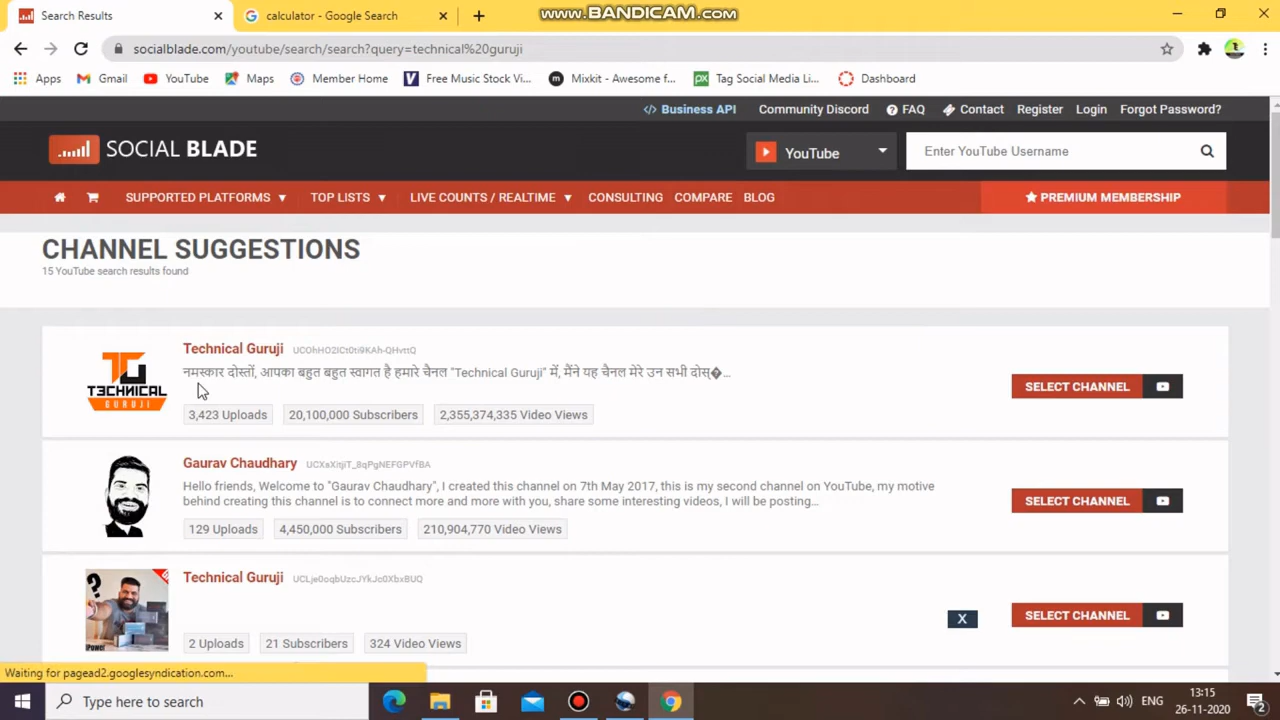 Search Results
calculator - Google Search
www.BANDICAM.com
socialblade.com/youtube/search/search?query=technical%20guruji
Apps Gmail YouTube Maps Member Home Free Music Stock Vi... Mixkit - Awesome f... Tag Social Media Li... Dashboard
</> Business API Community Discord FAQ Contact Register Login Forgot Password?
SOCIAL BLADE YouTube Enter YouTube Username
SUPPORTED PLATFORMS TOP LISTS LIVE COUNTS / REALTIME CONSULTING COMPARE BLOG PREMIUM MEMBERSHIP
CHANNEL SUGGESTIONS
15 YouTube search results found
Technical Guruji
नमस्कार दोस्तों, आपका बहुत बहुत स्वागत है हमारे चैनल "Technical Guruji" में, मैंने यह चैनल मेरे उन सभी दोस्�...
TECHNICAL
GURUJI
SELECT CHANNEL
3,423 Uploads 20,100,000 Subscribers 2,355,374,335 Video Views
Gaurav Chaudhary UCXaXitjiT_8qPgNEFGPVfBA
Hello friends, Welcome to "Gaurav Chaudhary", I created this channel on 7th May 2017, this is my second channel on YouTube, my motive
behind creating this channel is to connect more and more with you, share some interesting videos, I will be posting...
SELECT CHANNEL
129 Uploads 4,450,000 Subscribers 210,904,770 Video Views
Technical Guruji
SELECT CHANNEL
X
2 Uploads 21 Subscribers 324 Video Views
Waiting for pagead2.googlesyndication.com...
Type here to search
ENG
13:15
26-11-2020
2